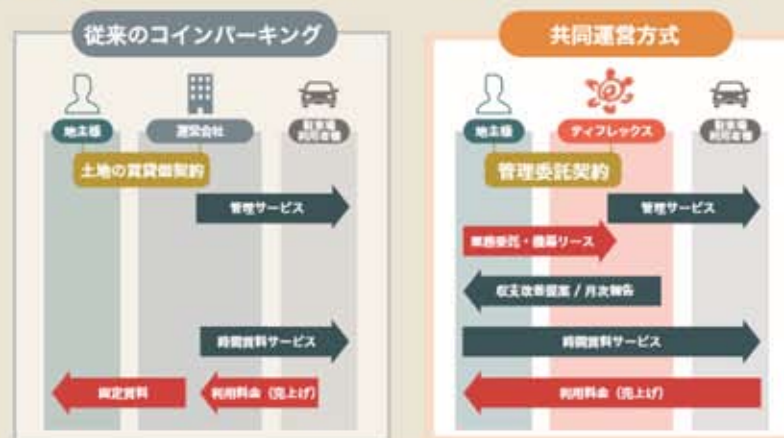 従来のコインパーキング
地主様
運営会社
駐車場
利用者様
土地の賃貸借契約
管理サービス
時間貸料サービス
固定賃料
利用料金（売上げ）
共同運営方式
地主様
ティフレックス
駐車場
利用者様
管理委託契約
管理サービス
業務委託・機器リース
収支改善提案 / 月次報告
時間貸料サービス
利用料金（売上げ）